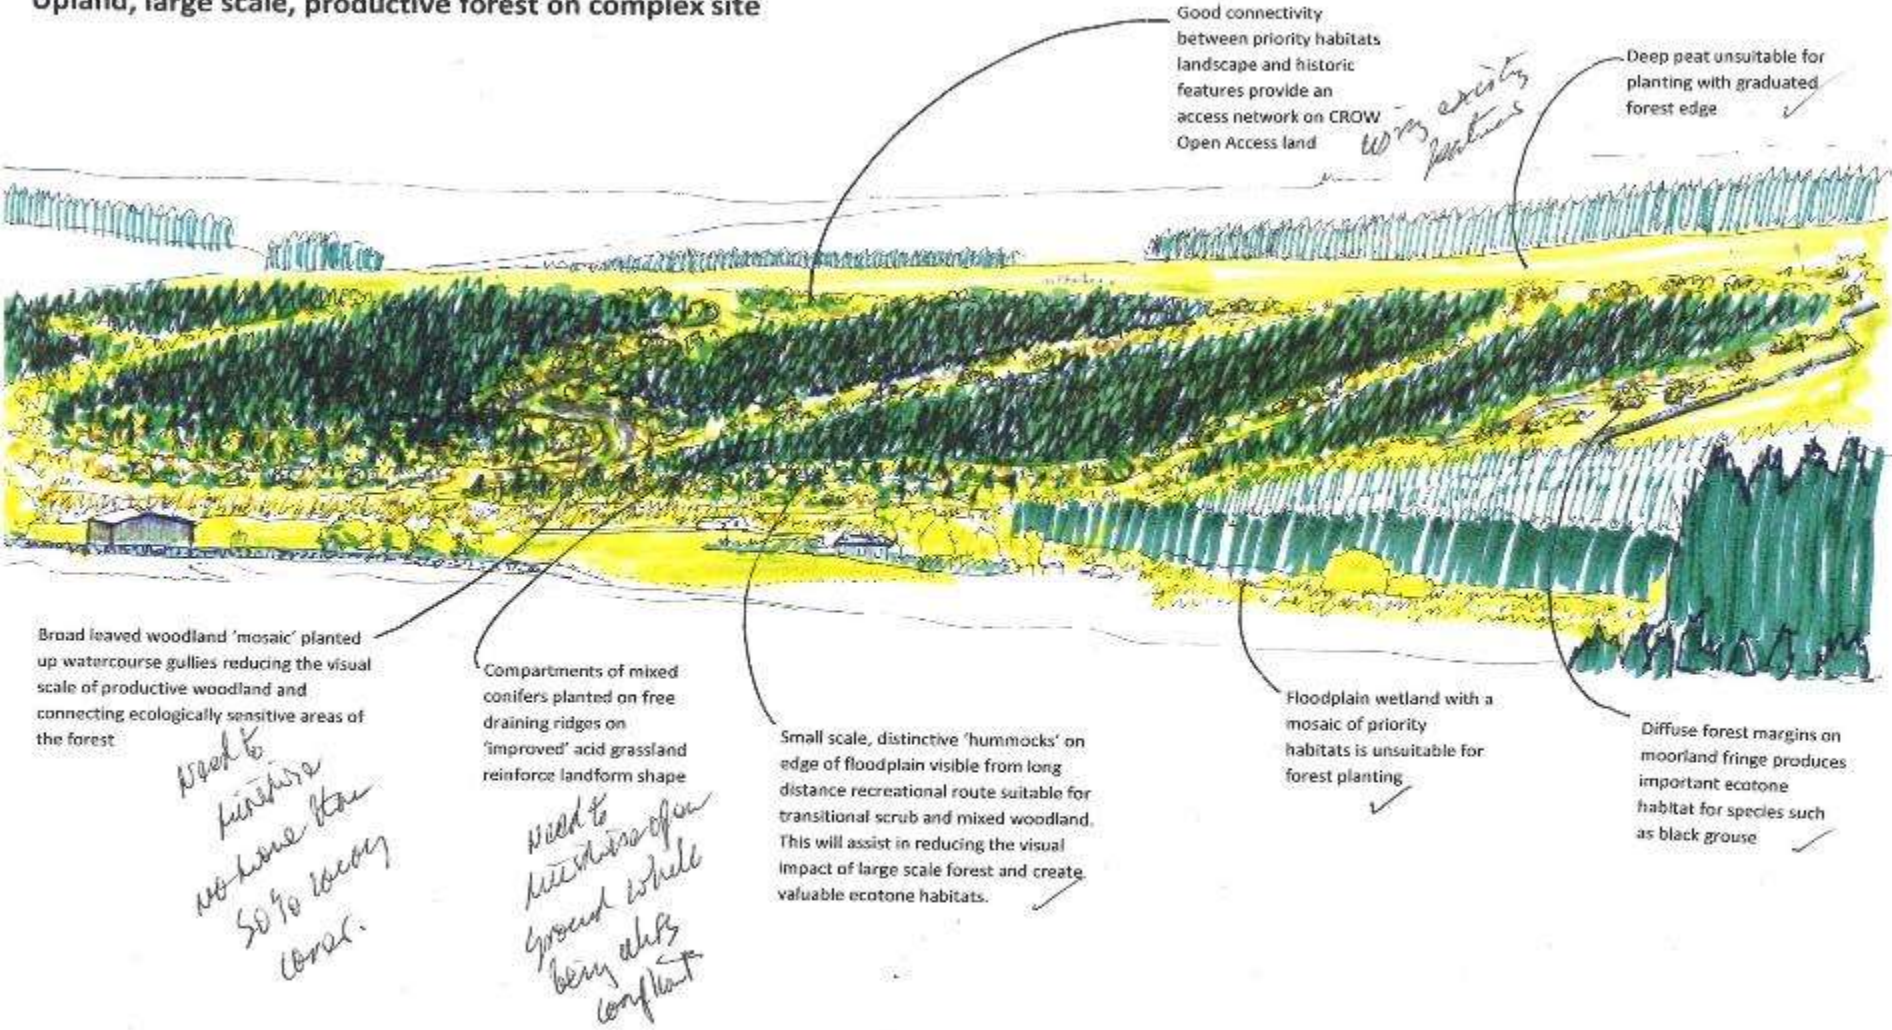 Upland, large scale, productive forest on complex site
Good connectivity
between priority habitats
landscape and historic
features provide an
access network on CROW
Open Access land
existing
Deep peat unsuitable for
planting with graduated
forest edge
Broad leaved woodland 'mosaic' planted
up watercourse gullies reducing the visual
scale of productive woodland and
connecting ecologically sensitive areas of
the forest
Need to
no more than
50%
cover.
Compartments of mixed
conifers planted on free
draining ridges on
'improved' acid grassland
reinforce landform shape
Need to
open
ground while
being UKFS
compliant
Small scale, distinctive 'hummocks' on
edge of floodplain visible from long
distance recreational route suitable for
transitional scrub and mixed woodland.
This will assist in reducing the visual
impact of large scale forest and create
valuable ecotone habitats.
Floodplain wetland with a
mosaic of priority
habitats is unsuitable for
forest planting
Diffuse forest margins on
moorland fringe produces
important ecotone
habitat for species such
as black grouse